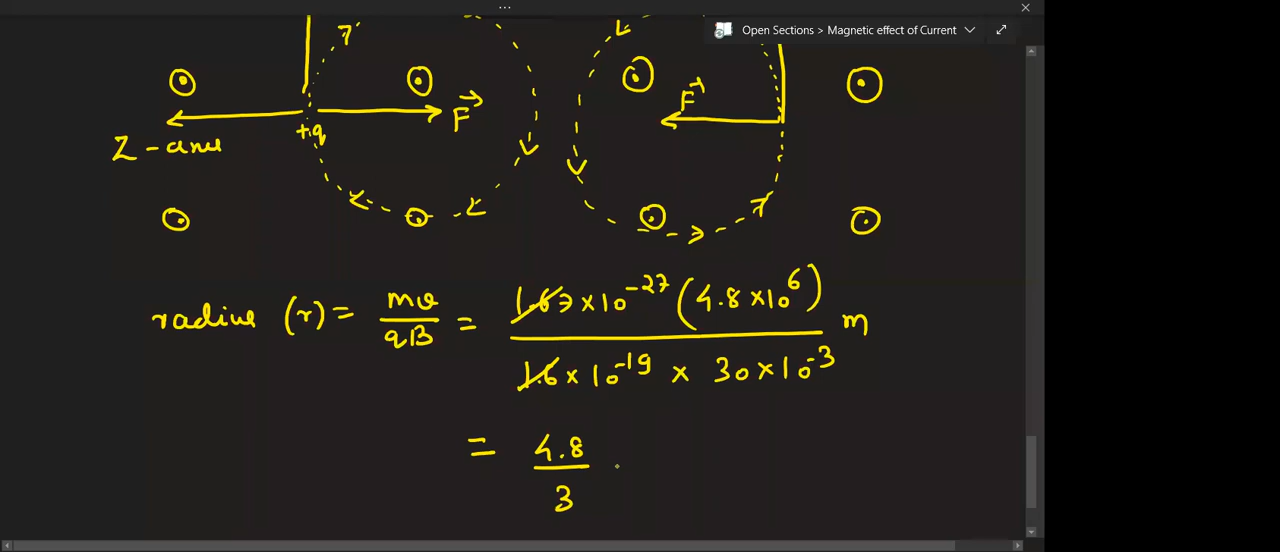 Open Sections > Magnetic effect of Current
F
F
+q
Z-axis
radius (r) = mv/qB = 1.67 × 10^-27 (4.8 × 10^6) / 1.6 × 10^-19 × 30 × 10^-3 m
= 4.8/3